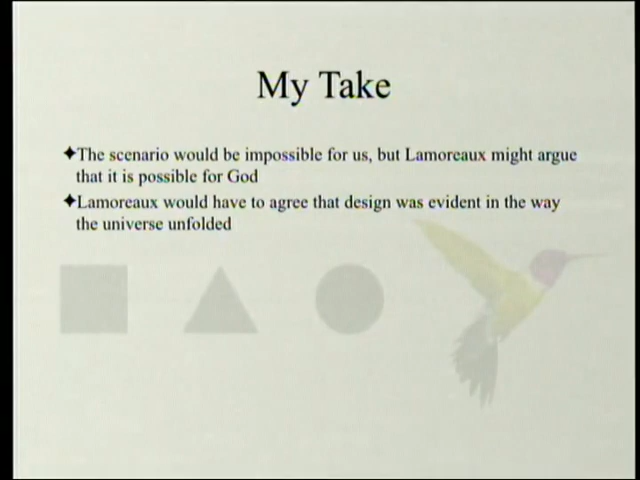 My Take
✦The scenario would be impossible for us, but Lamoreaux might argue
that it is possible for God
✦Lamoreaux would have to agree that design was evident in the way
the universe unfolded